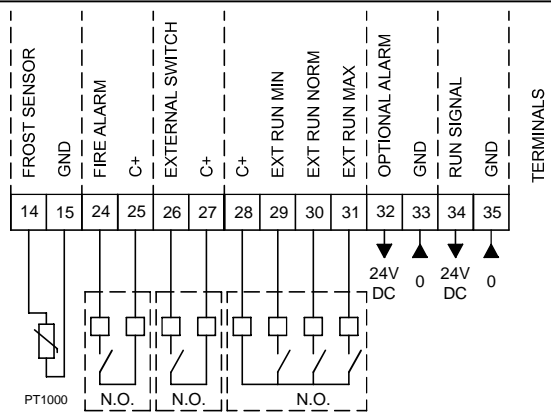 FROST SENSOR
GND
FIRE ALARM
C+
EXTERNAL SWITCH
C+
C+
EXT RUN MIN
EXT RUN NORM
EXT RUN MAX
OPTIONAL ALARM
GND
RUN SIGNAL
GND
TERMINALS
14 15 24 25 26 27 28 29 30 31 32 33 34 35
24V
DC
0
24V
DC
0
PT1000
N.O.
N.O.
N.O.